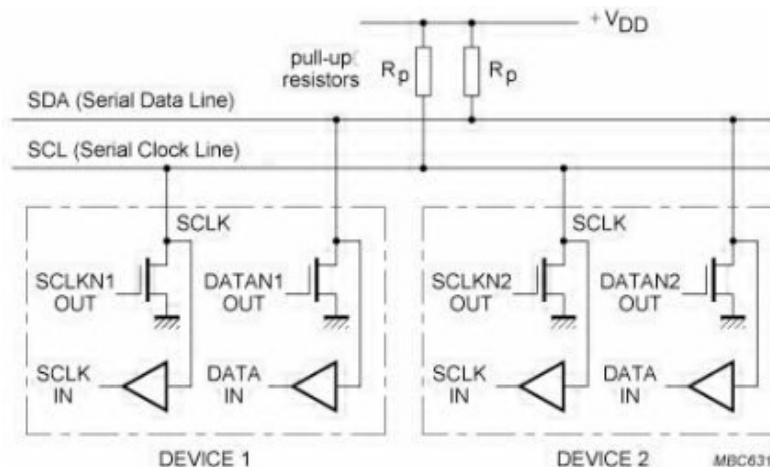 + VDD
pull-up
resistors
Rp
Rp
SDA (Serial Data Line)
SCL (Serial Clock Line)
SCLK
SCLK
SCLKN1
OUT
DATAN1
OUT
SCLKN2
OUT
DATAN2
OUT
SCLK
IN
DATA
IN
SCLK
IN
DATA
IN
DEVICE 1
DEVICE 2
MBC631